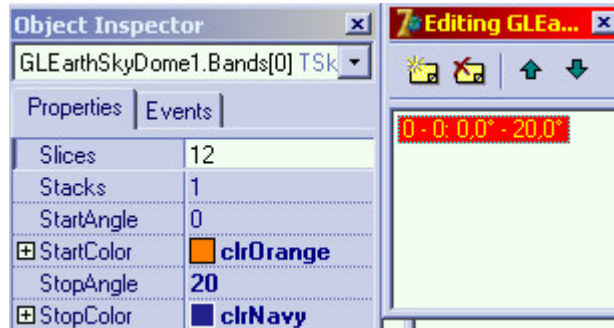 Object Inspector
GLEarthSkyDome1.Bands[0] TSk
Properties
Events
Slices 12
Stacks 1
StartAngle 0
StartColor clrOrange
StopAngle 20
StopColor clrNavy
Editing GLEa...
0 - 0: 0,0° - 20,0°